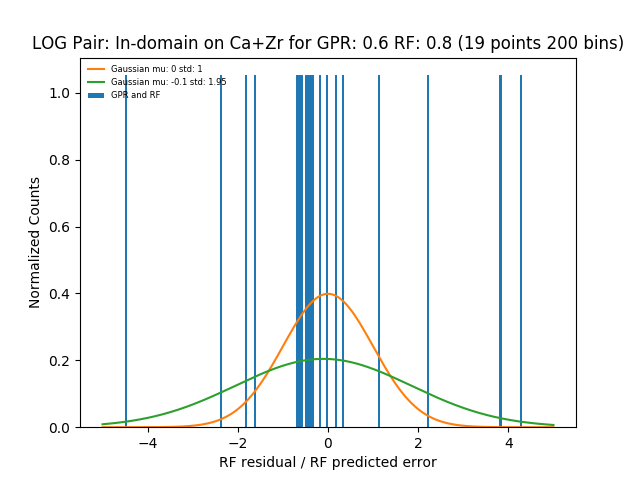 LOG Pair: In-domain on Ca+Zr for GPR: 0.6 RF: 0.8 (19 points 200 bins)
Gaussian mu: 0 std: 1
Gaussian mu: -0.1 std: 1.95
GPR and RF
1.0
0.8
0.6
0.4
0.2
0.0
Normalized Counts
−4 −2 0 2 4
RF residual / RF predicted error